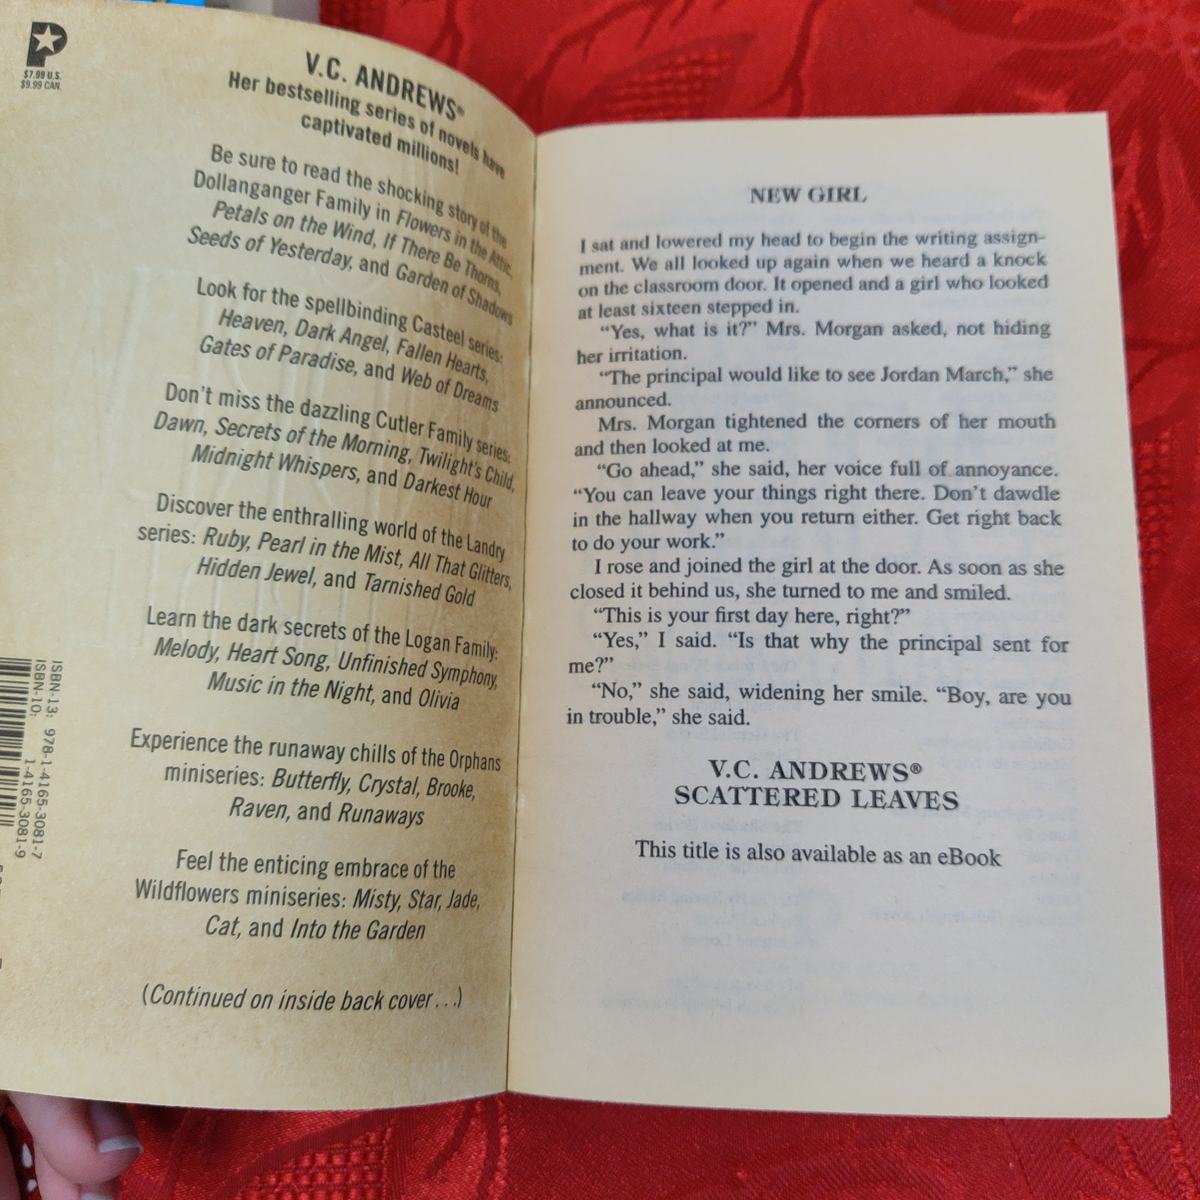 P
$7.99 U.S.
$9.99 CAN.
V.C. ANDREWS®
Her bestselling series of novels have
captivated millions!
Be sure to read the shocking story of the
Dollanganger Family in Flowers in the Attic,
Petals on the Wind, If There Be Thorns,
Seeds of Yesterday, and Garden of Shadows
Look for the spellbinding Casteel series:
Heaven, Dark Angel, Fallen Hearts,
Gates of Paradise, and Web of Dreams
Don't miss the dazzling Cutler Family series:
Dawn, Secrets of the Morning, Twilight's Child,
Midnight Whispers, and Darkest Hour
Discover the enthralling world of the Landry
series: Ruby, Pearl in the Mist, All That Glitters,
Hidden Jewel, and Tarnished Gold
Learn the dark secrets of the Logan Family:
Melody, Heart Song, Unfinished Symphony,
Music in the Night, and Olivia
Experience the runaway chills of the Orphans
miniseries: Butterfly, Crystal, Brooke,
Raven, and Runaways
Feel the enticing embrace of the
Wildflowers miniseries: Misty, Star, Jade,
Cat, and Into the Garden
(Continued on inside back cover . . .)
ISBN-13: 978-1-4165-3081-7
ISBN-10: 1-4165-3081-9
NEW GIRL
I sat and lowered my head to begin the writing assign-
ment. We all looked up again when we heard a knock
on the classroom door. It opened and a girl who looked
at least sixteen stepped in.
"Yes, what is it?" Mrs. Morgan asked, not hiding
her irritation.
"The principal would like to see Jordan March," she
announced.
Mrs. Morgan tightened the corners of her mouth
and then looked at me.
"Go ahead," she said, her voice full of annoyance.
"You can leave your things right there. Don't dawdle
in the hallway when you return either. Get right back
to do your work."
I rose and joined the girl at the door. As soon as she
closed it behind us, she turned to me and smiled.
"This is your first day here, right?"
"Yes," I said. "Is that why the principal sent for
me?"
"No," she said, widening her smile. "Boy, are you
in trouble," she said.
V.C. ANDREWS®
SCATTERED LEAVES
This title is also available as an eBook